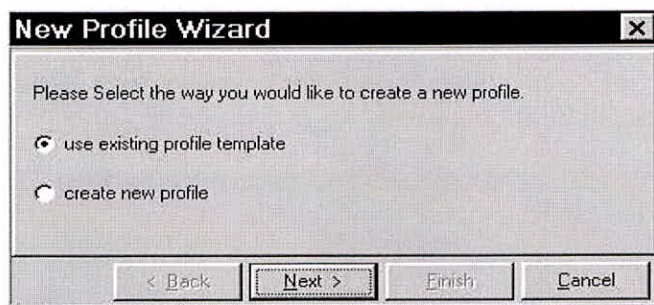 New Profile Wizard
Please Select the way you would like to create a new profile.
use existing profile template
create new profile
< Back Next > Finish Cancel